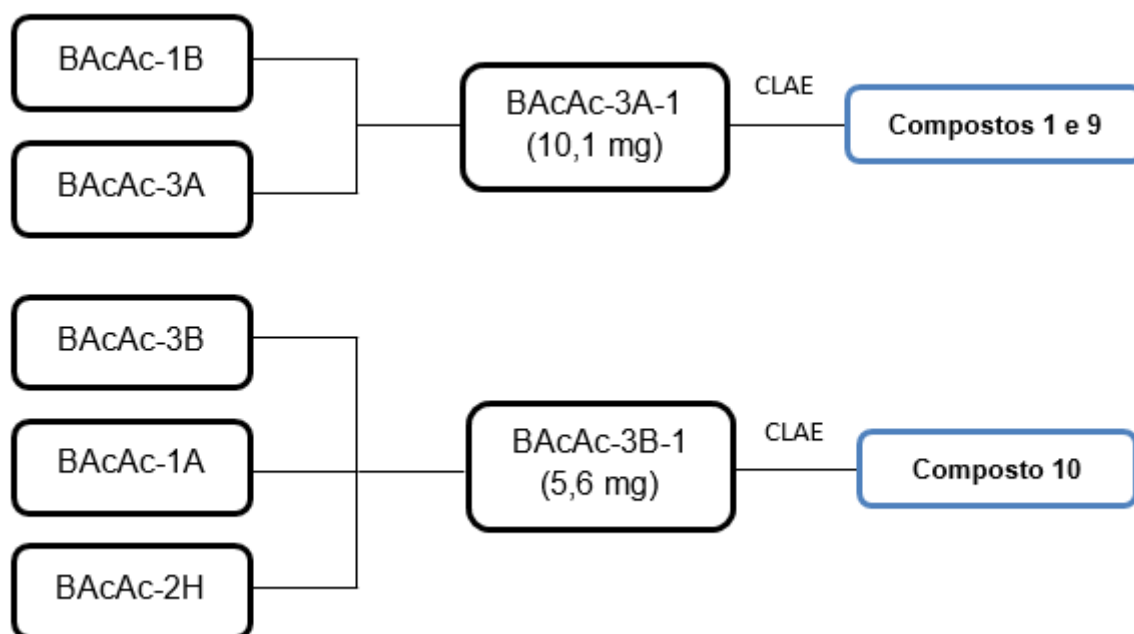 BAcAc-1B
BAcAc-3A
BAcAc-3A-1
(10,1 mg)
CLAE
Compostos 1 e 9
BAcAc-3B
BAcAc-1A
BAcAc-2H
BAcAc-3B-1
(5,6 mg)
CLAE
Composto 10